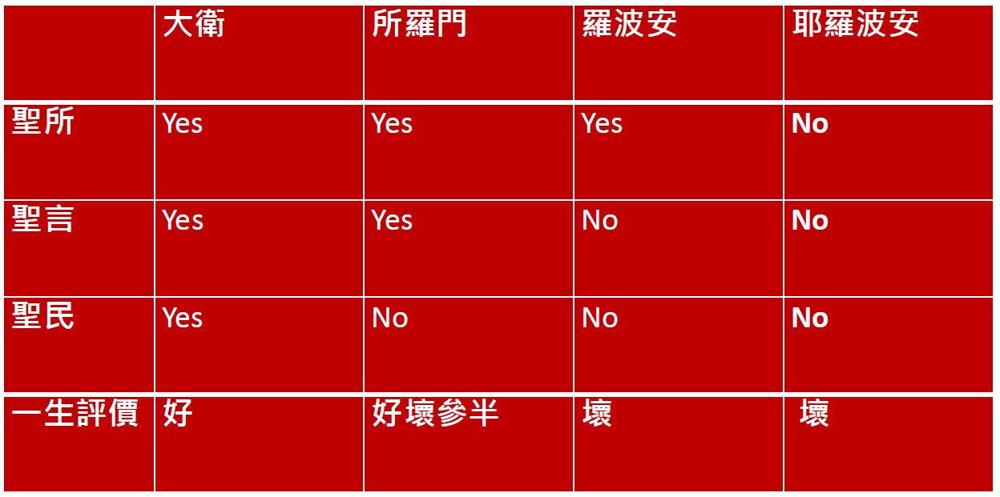 大衛 所羅門 羅波安 耶羅波安
聖所 Yes Yes Yes No
聖言 Yes Yes No No
聖民 Yes No No No
一生評價 好 好壞參半 壞 壞